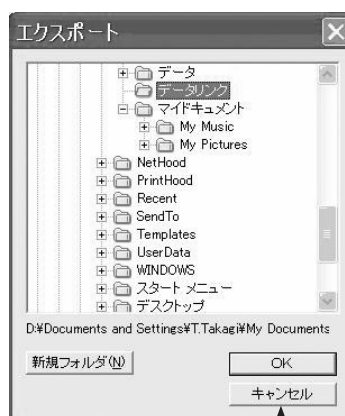 エクスポート
データ
データリンク
マイドキュメント
My Music
My Pictures
NetHood
PrintHood
Recent
SendTo
Templates
UserData
WINDOWS
スタート メニュー
デスクトップ
D:¥Documents and Settings¥T.Takagi¥My Documents
新規フォルダ(N)
OK
キャンセル